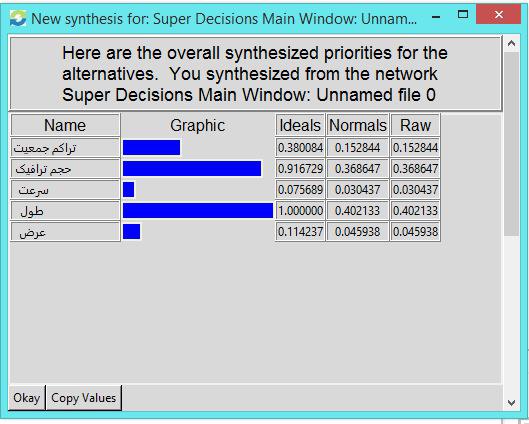 New synthesis for: Super Decisions Main Window: Unnam...
Here are the overall synthesized priorities for the
alternatives. You synthesized from the network
Super Decisions Main Window: Unnamed file 0
Name Graphic Ideals Normals Raw
تراکم جمعیت 0.380084 0.152844 0.152844
حجم ترافیک 0.916729 0.368647 0.368647
سرعت 0.075689 0.030437 0.030437
طول 1.000000 0.402133 0.402133
عرض 0.114237 0.045938 0.045938
Okay Copy Values